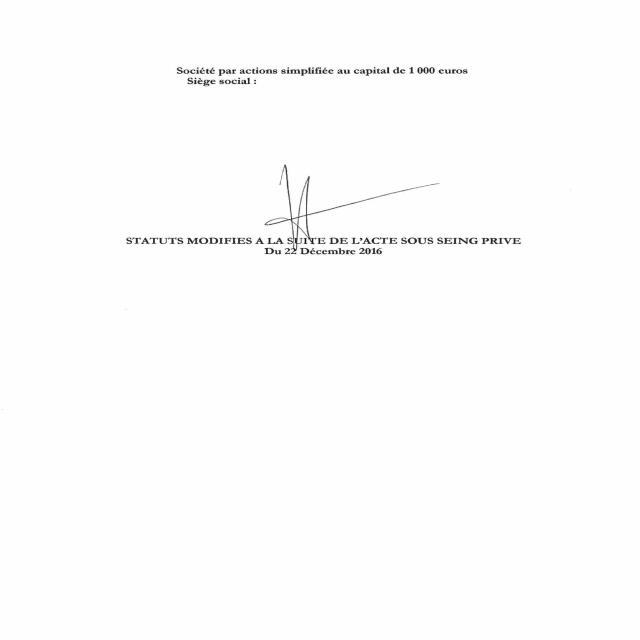 Société par actions simplifiée au capital de 1 000 euros
Siège social :
STATUTS MODIFIES A LA SUITE DE L'ACTE SOUS SEING PRIVE
Du 22 Décembre 2016